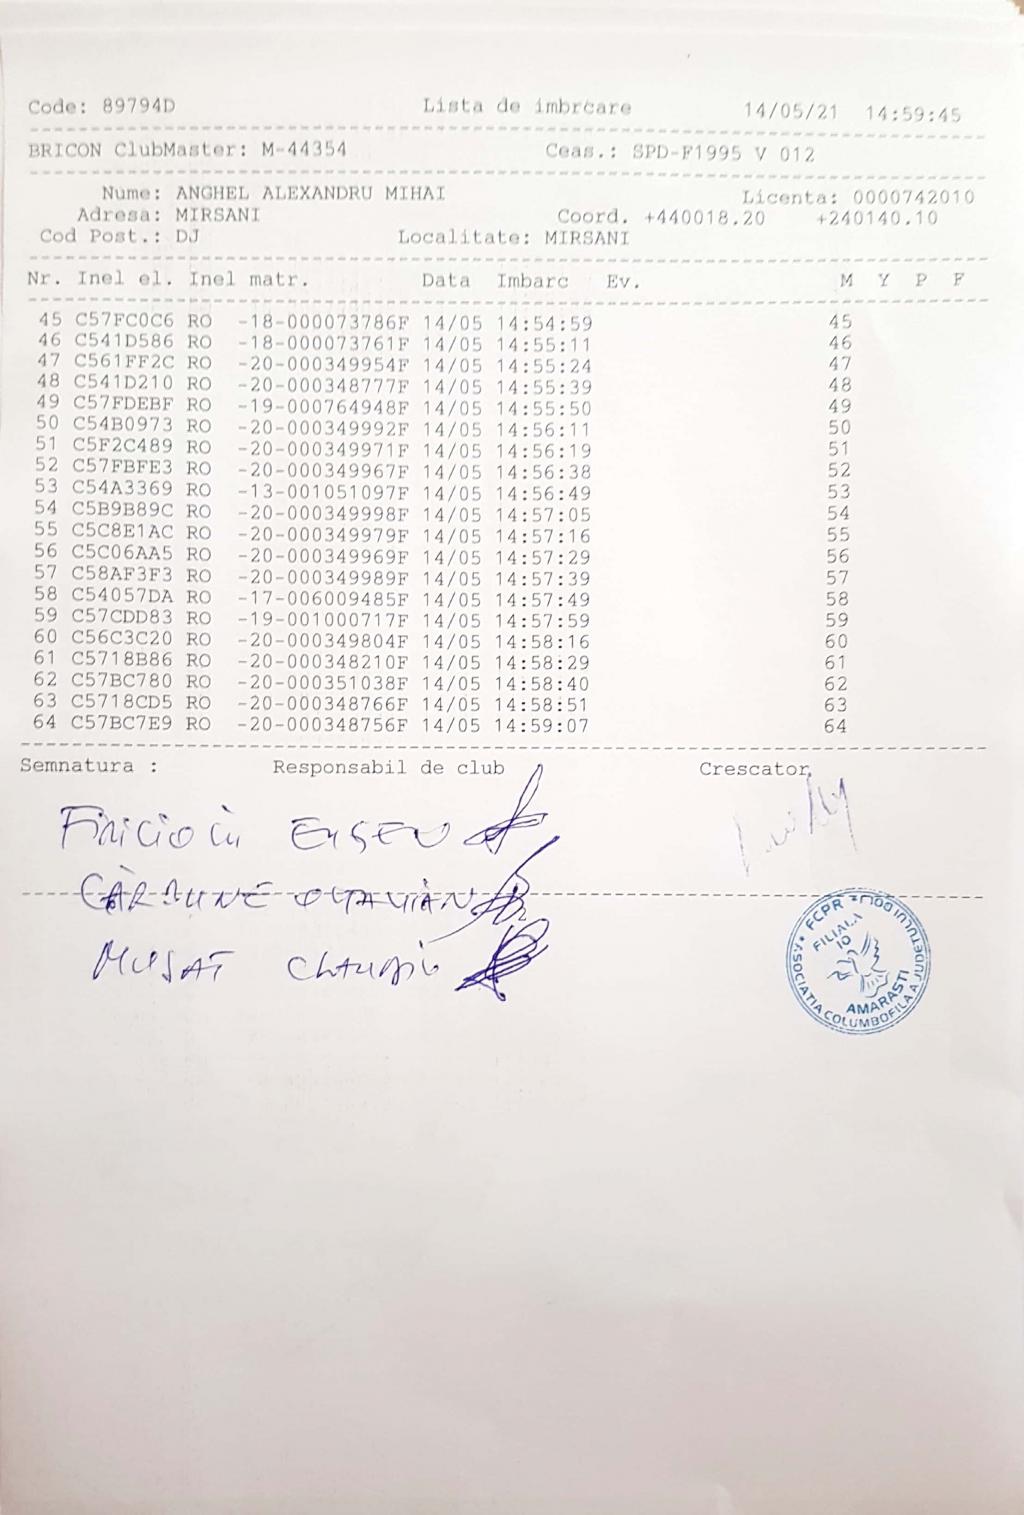 Code: 89794D Lista de imbrcare 14/05/21 14:59:45
BRICON ClubMaster: M-44354 Ceas.: SPD-F1995 V 012
Nume: ANGHEL ALEXANDRU MIHAI Licenta: 0000742010
Adresa: MIRSANI Coord. +440018.20 +240140.10
Cod Post.: DJ Localitate: MIRSANI
Nr. Inel el. Inel matr. Data Imbarc Ev. M Y P F
45 C57FC0C6 RO -18-000073786F 14/05 14:54:59 45
46 C541D586 RO -18-000073761F 14/05 14:55:11 46
47 C561FF2C RO -20-000349954F 14/05 14:55:24 47
48 C541D210 RO -20-000348777F 14/05 14:55:39 48
49 C57FDEBF RO -19-000764948F 14/05 14:55:50 49
50 C54B0973 RO -20-000349992F 14/05 14:56:11 50
51 C5F2C489 RO -20-000349971F 14/05 14:56:19 51
52 C57FBFE3 RO -20-000349967F 14/05 14:56:38 52
53 C54A3369 RO -13-001051097F 14/05 14:56:49 53
54 C5B9B89C RO -20-000349998F 14/05 14:57:05 54
55 C5C8E1AC RO -20-000349979F 14/05 14:57:16 55
56 C5C06AA5 RO -20-000349969F 14/05 14:57:29 56
57 C58AF3F3 RO -20-000349989F 14/05 14:57:39 57
58 C54057DA RO -17-006009485F 14/05 14:57:49 58
59 C57CDD83 RO -19-001000717F 14/05 14:57:59 59
60 C56C3C20 RO -20-000349804F 14/05 14:58:16 60
61 C5718B86 RO -20-000348210F 14/05 14:58:29 61
62 C57BC780 RO -20-000351038F 14/05 14:58:40 62
63 C5718CD5 RO -20-000348766F 14/05 14:58:51 63
64 C57BC7E9 RO -20-000348756F 14/05 14:59:07 64
Semnatura : Responsabil de club Crescator
OCTAVIAN
MUSAT Claudiu
FCPR * ASOCIATIA COLUMBOFILA A JUDETULUI DOLJ *
FILIALA
10
AMARASTI